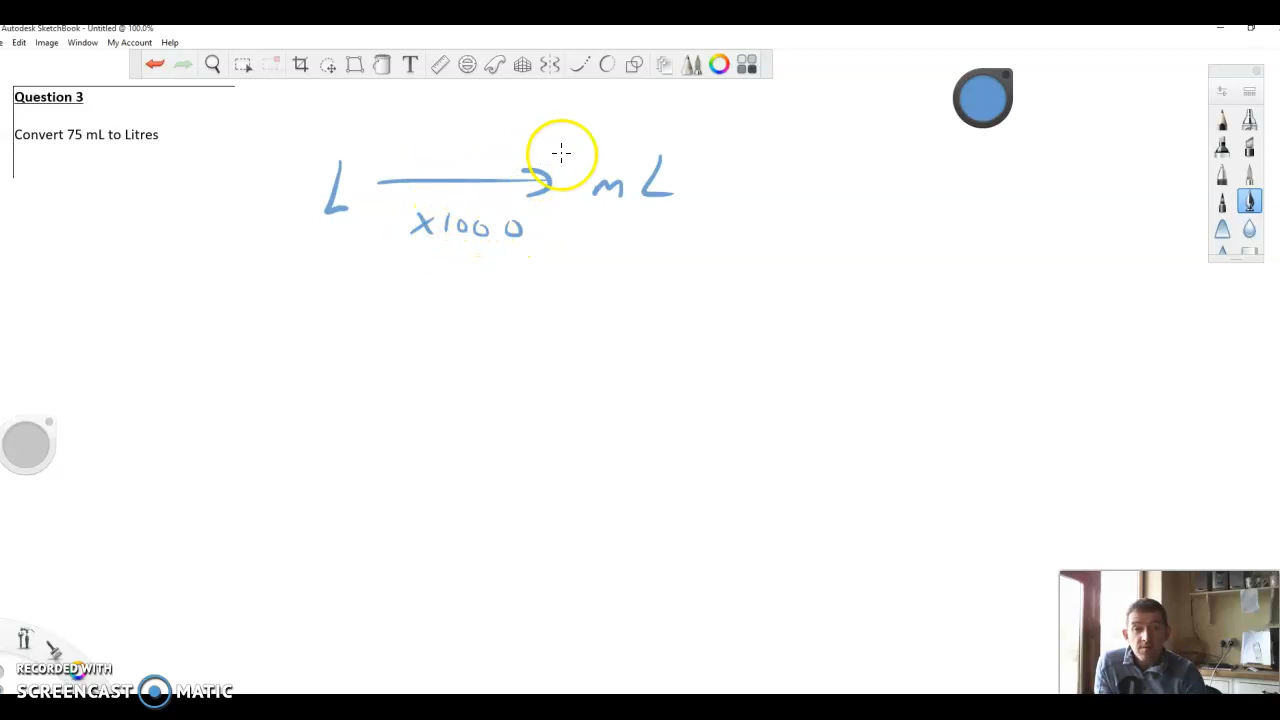 Autodesk SketchBook - Untitled @ 100.0%
Edit Image Window My Account Help
T
Question 3
Convert 75 mL to Litres
L mL
X1000
RECORDED WITH
SCREENCAST MATIC